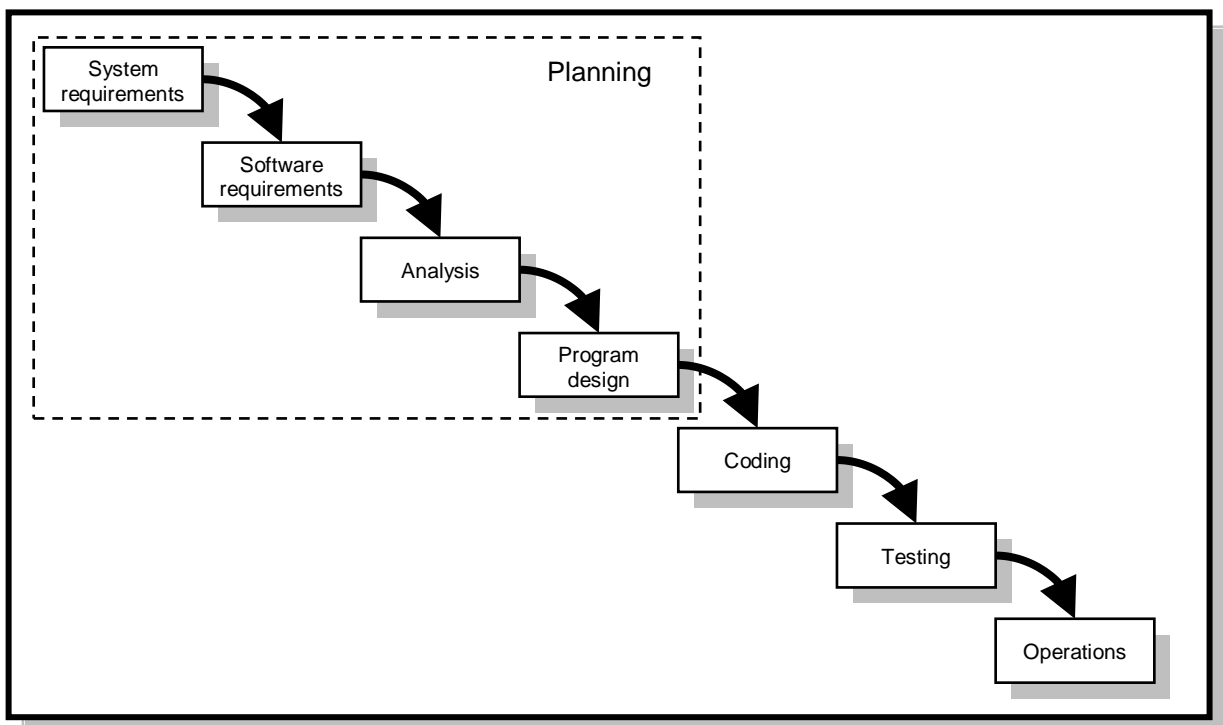 System
requirements
Planning
Software
requirements
Analysis
Program
design
Coding
Testing
Operations